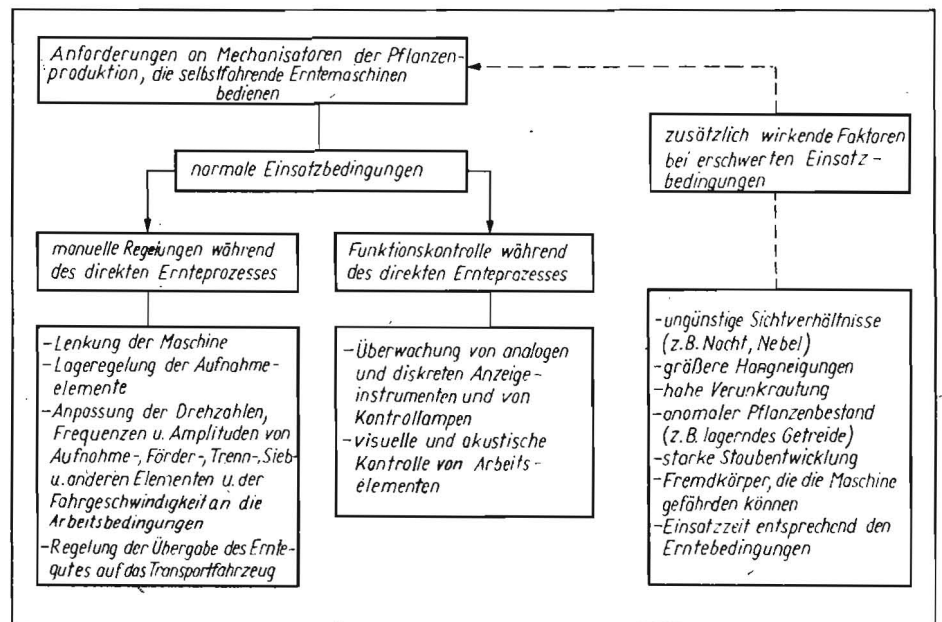 Anforderungen an Mechanisatoren der Pflanzen-
produktion, die selbstfahrende Erntemaschinen
bedienen
zusätzlich wirkende Faktoren
bei erschwerten Einsatz-
bedingungen
normale Einsatzbedingungen
manuelle Regelungen während
des direkten Ernteprozesses
Funktionskontrolle während
des direkten Ernteprozesses
-Lenkung der Maschine
-Lageregelung der Aufnahme-
elemente
-Anpassung der Drehzahlen,
Frequenzen u. Amplituden von
Aufnahme-, Förder-, Trenn-, Sieb-
u. anderen Elementen u. der
Fahrgeschwindigkeit an die
Arbeitsbedingungen
-Regelung der Übergabe des Ernte-
gutes auf das Transportfahrzeug
-Überwachung von analogen
und diskreten Anzeige-
instrumenten und von
Kontrollampen
-visuelle und akustische
Kontrolle von Arbeits-
elementen
-ungünstige Sichtverhältnisse
(z.B. Nacht, Nebel)
-größere Hangneigungen
-hohe Verunkrautung
-anomaler Pflanzenbestand
(z.B. lagerndes Getreide)
-starke Staubentwicklung
-Fremdkörper, die die Maschine
gefährden können
-Einsatzzeit entsprechend den
Erntebedingungen